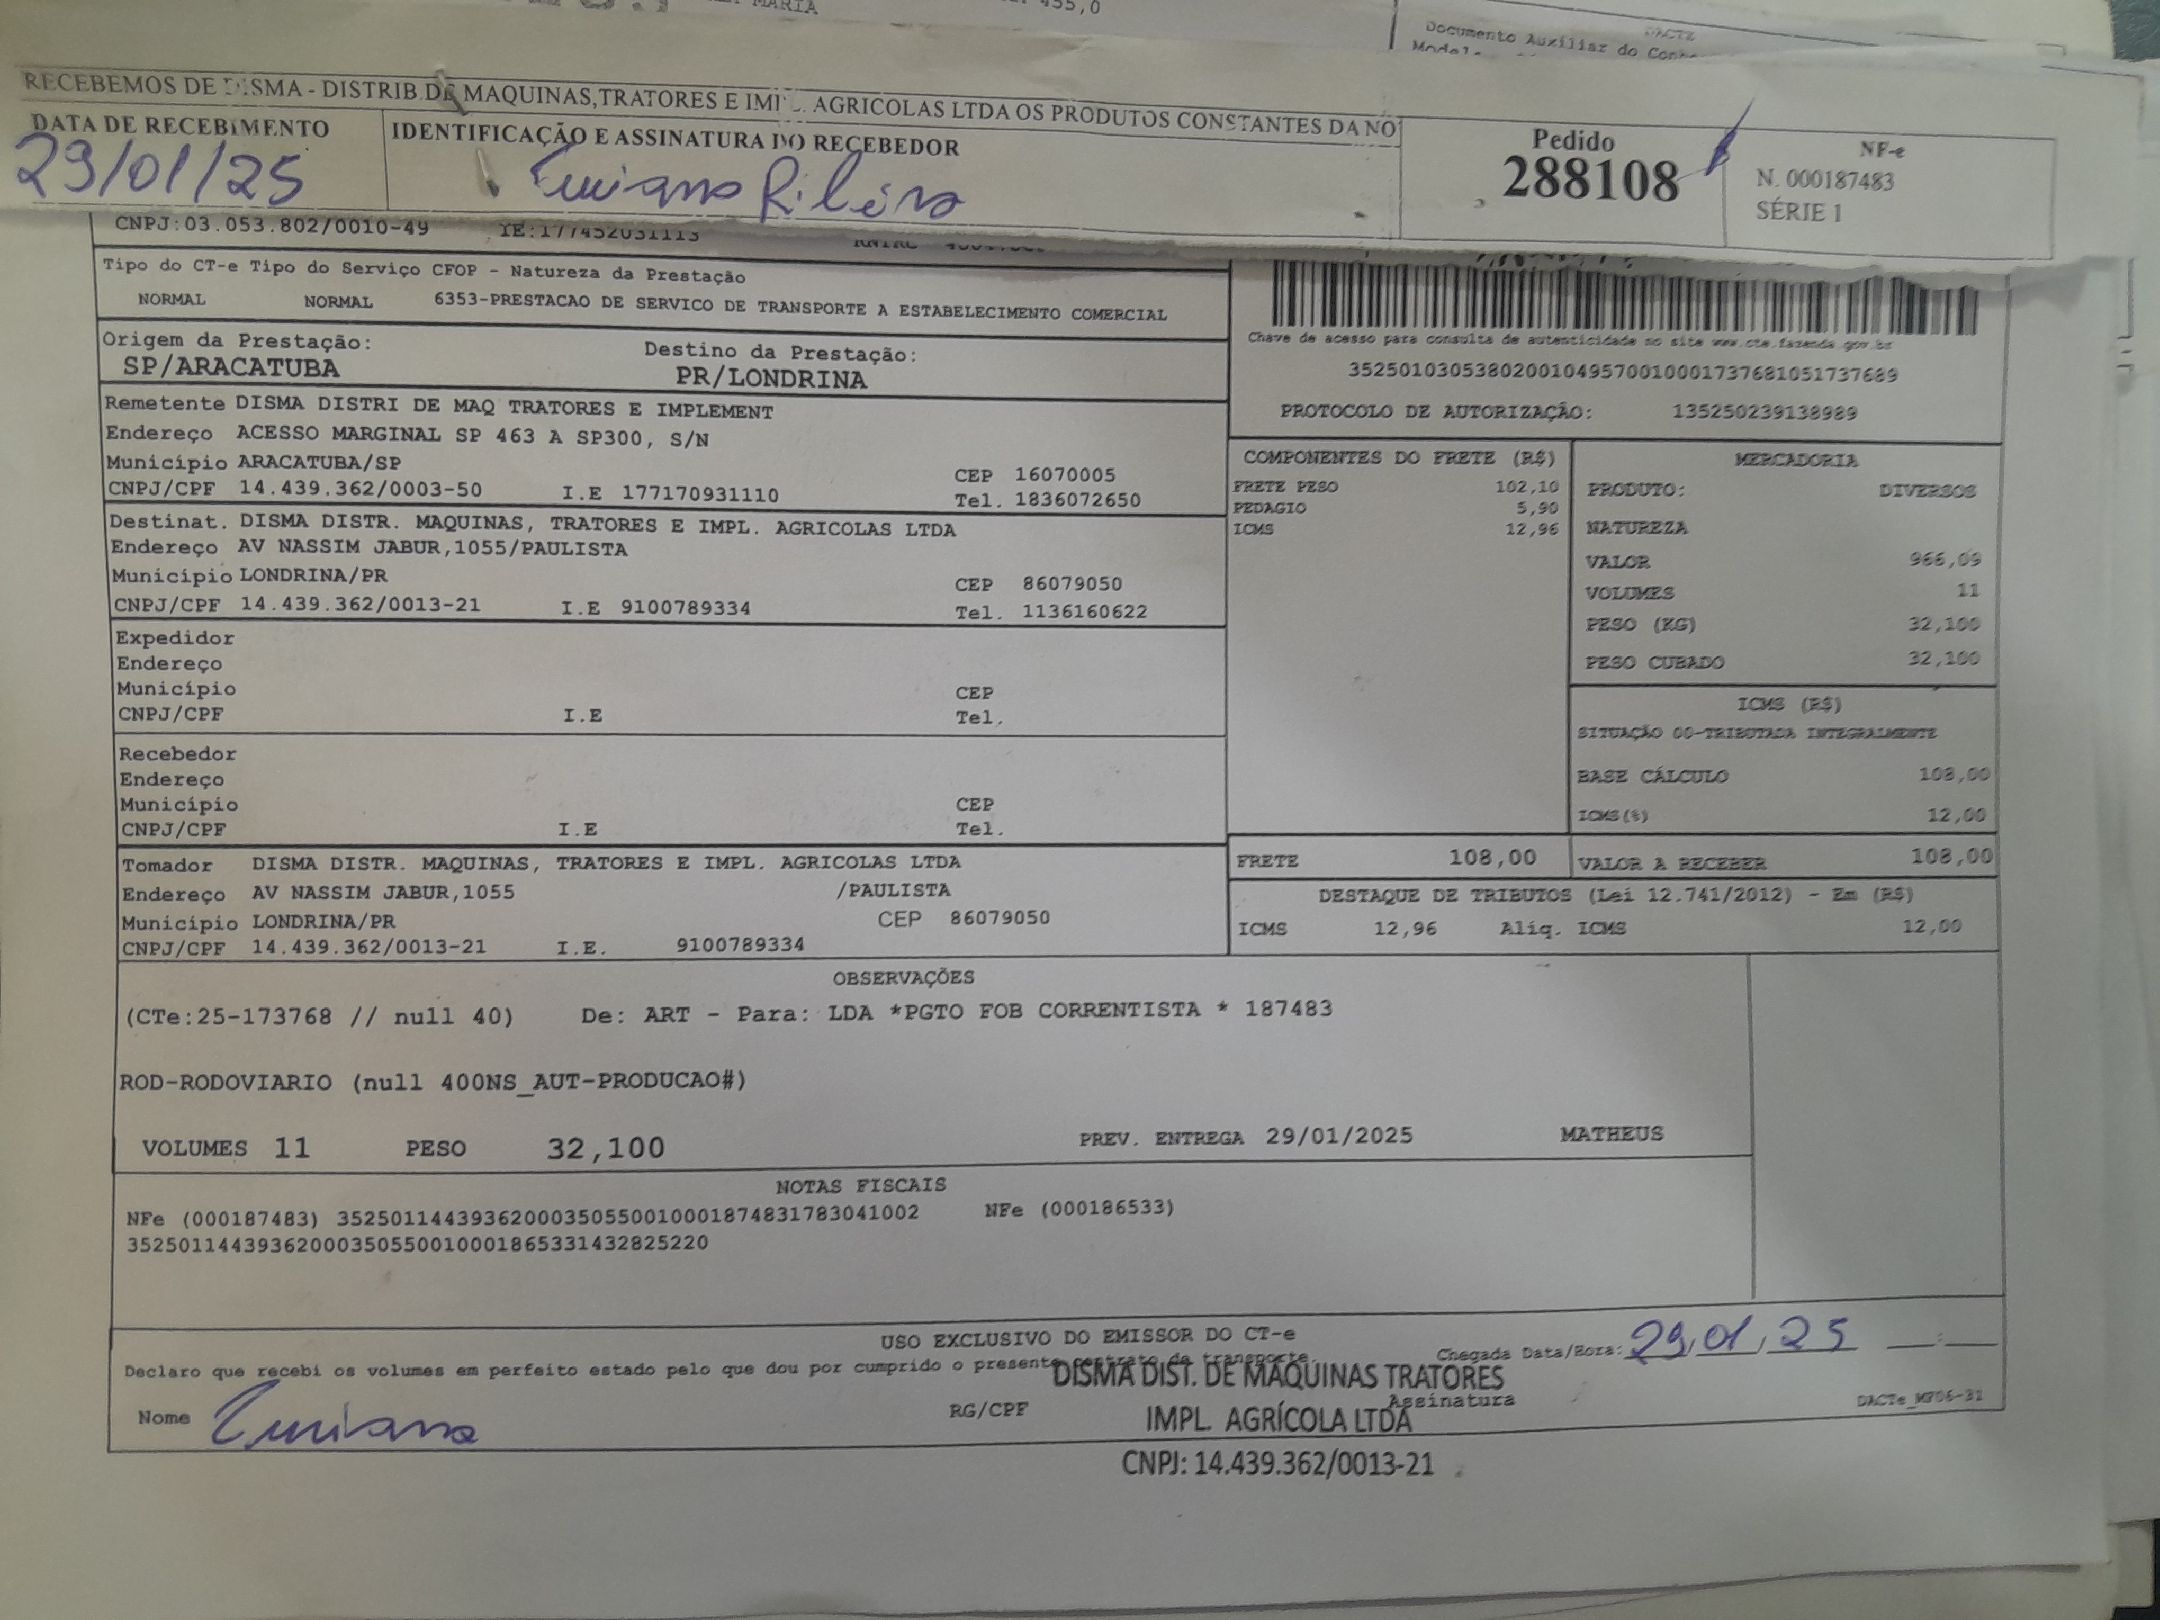 MARIA
455,0
DACTE
Documento Auxiliar do
RECEBEMOS DE DISMA - DISTRIB DE MAQUINAS,TRATORES E IMPL. AGRICOLAS LTDA OS PRODUTOS CONSTANTES DA NO
DATA DE RECEBIMENTO
29/01/25
IDENTIFICAÇÃO E ASSINATURA DO RECEBEDOR
Pedido
288108
NF-e
N. 000187483
SÉRIE 1
CNPJ:03.053.802/0010-49 IE:177452031113
Tipo do CT-e Tipo do Serviço CFOP - Natureza da Prestação
NORMAL NORMAL 6353-PRESTACAO DE SERVICO DE TRANSPORTE A ESTABELECIMENTO COMERCIAL
Origem da Prestação: Destino da Prestação:
SP/ARACATUBA PR/LONDRINA
Chave de acesso para consulta de autenticidade no site www.cte.fazenda.gov.br
35250103053802001049570010001737681051737689
PROTOCOLO DE AUTORIZAÇÃO: 135250239138989
Remetente DISMA DISTRI DE MAQ TRATORES E IMPLEMENT
Endereço ACESSO MARGINAL SP 463 A SP300, S/N
Município ARACATUBA/SP CEP 16070005
CNPJ/CPF 14.439.362/0003-50 I.E 177170931110 Tel. 1836072650
Destinat. DISMA DISTR. MAQUINAS, TRATORES E IMPL. AGRICOLAS LTDA
Endereço AV NASSIM JABUR,1055/PAULISTA
Município LONDRINA/PR CEP 86079050
CNPJ/CPF 14.439.362/0013-21 I.E 9100789334 Tel. 1136160622
Expedidor
Endereço
Município CEP
CNPJ/CPF I.E Tel.
Recebedor
Endereço
Município CEP
CNPJ/CPF I.E Tel.
Tomador DISMA DISTR. MAQUINAS, TRATORES E IMPL. AGRICOLAS LTDA
Endereço AV NASSIM JABUR,1055 /PAULISTA
Município LONDRINA/PR CEP 86079050
CNPJ/CPF 14.439.362/0013-21 I.E. 9100789334
COMPONENTES DO FRETE (R$)
FRETE PESO 102,10
PEDAGIO 5,90
ICMS 12,96
MERCADORIA
PRODUTO: DIVERSOS
NATUREZA
VALOR 966,09
VOLUMES 11
PESO (KG) 32,100
PESO CUBADO 32,100
ICMS (R$)
SITUAÇÃO 00-TRIBUTADA INTEGRALMENTE
BASE CÁLCULO 108,00
ICMS(%) 12,00
FRETE 108,00 VALOR A RECEBER 108,00
DESTAQUE DE TRIBUTOS (Lei 12.741/2012) - Em (R$)
ICMS 12,96 Aliq. ICMS 12,00
OBSERVAÇÕES
(CTe:25-173768 // null 40) De: ART - Para: LDA *PGTO FOB CORRENTISTA * 187483
ROD-RODOVIARIO (null 400NS_AUT-PRODUCAO#)
VOLUMES 11 PESO 32,100 PREV. ENTREGA 29/01/2025 MATHEUS
NOTAS FISCAIS
NFe (000187483) 35250114439362000350550010001874831783041002 NFe (000186533)
35250114439362000350550010001865331432825220
USO EXCLUSIVO DO EMISSOR DO CT-e
Chegada Data/Hora: 29/01/25 __:__
Declaro que recebi os volumes em perfeito estado pelo que dou por cumprido o presente contrato de transporte.
DISMA DIST. DE MAQUINAS TRATORES
Nome RG/CPF Assinatura DACTe_M706-31
IMPL. AGRÍCOLA LTDA
CNPJ: 14.439.362/0013-21